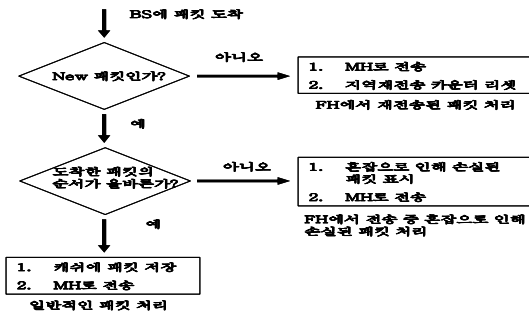 BS에 패킷 도착
New 패킷인가?
아니오
1. MH로 전송
2. 지역재전송 카운터 리셋
FH에서 재전송된 패킷 처리
예
도착한 패킷의
순서가 올바른가?
아니오
1. 혼잡으로 인해 손실된
패킷 표시
2. MH로 전송
FH에서 전송 중 혼잡으로 인해
손실된 패킷 처리
예
1. 캐쉬에 패킷 저장
2. MH로 전송
일반적인 패킷 처리